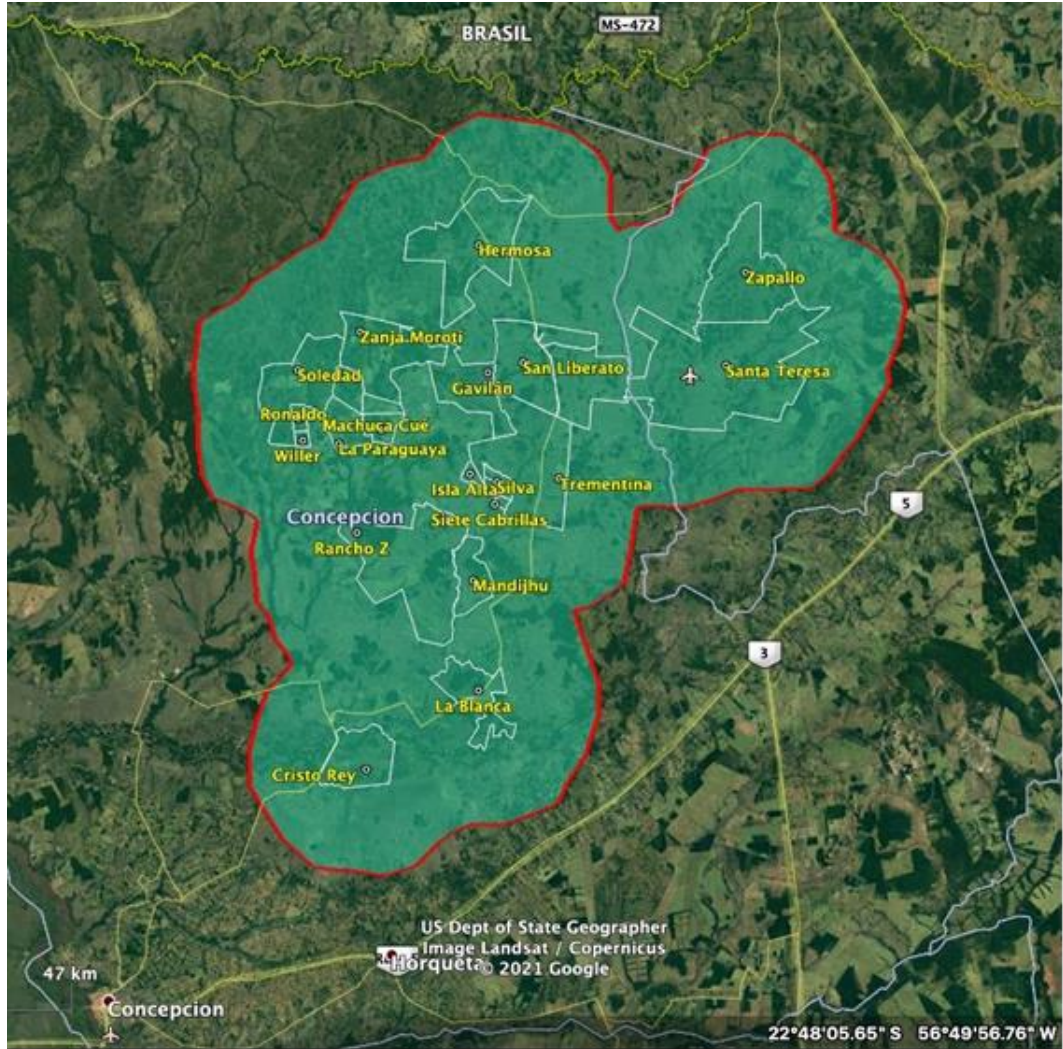 BRASIL
MS-472
Hermosa
Zapallo
Zanja Moroti
San Liberato
Santa Teresa
Soledad
Gavilán
Ronaldo
Machuca Cué
La Paraguaya
Willer
Isla Alta
Silva
Trementina
5
Concepcion
Siete Cabrillas
Rancho Z
Mandijhu
3
La Blanca
Cristo Rey
US Dept of State Geographer
Image Landsat / Copernicus
© 2021 Google
Horqueta
47 km
Concepcion
22°48'05.65" S 56°49'56.76" W